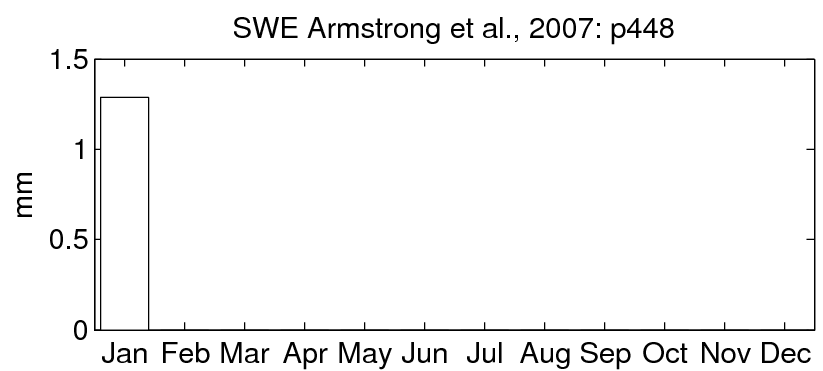 SWE Armstrong et al., 2007: p448
1.5
1
0.5
0
mm
Jan Feb Mar Apr May Jun Jul Aug Sep Oct Nov Dec